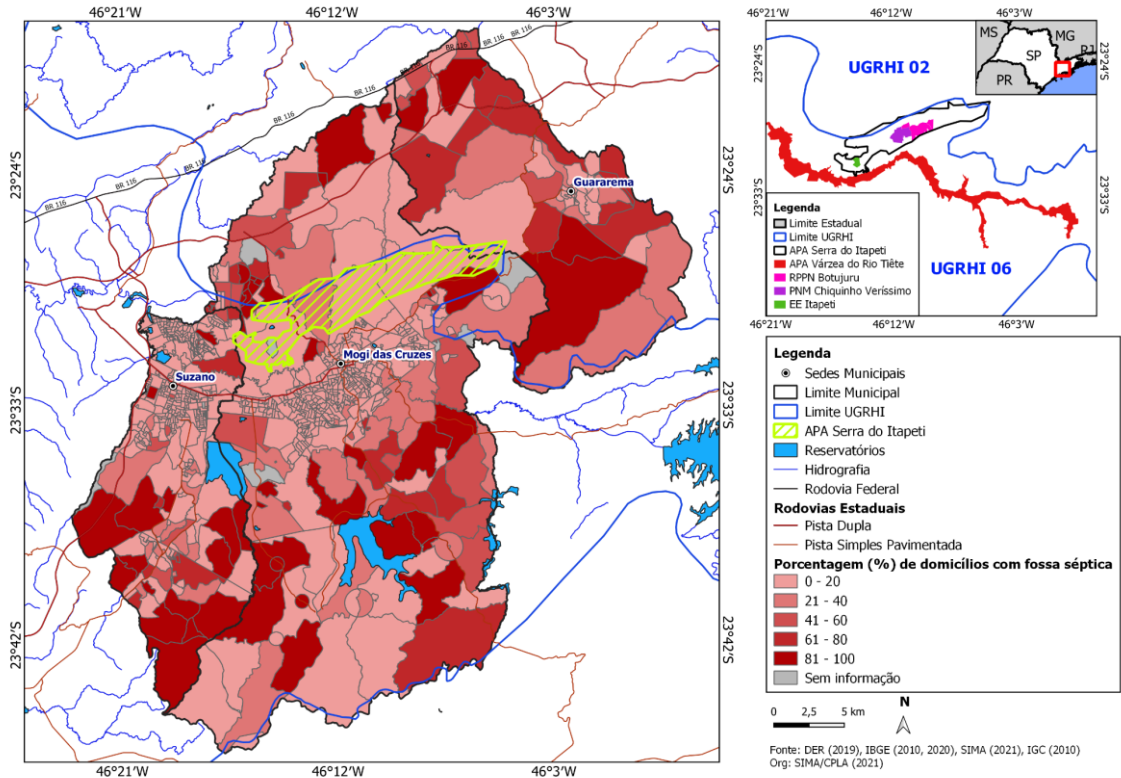 46°21'W
46°12'W
46°3'W
23°24'S
23°33'S
23°42'S
23°24'S
23°33'S
23°42'S
46°21'W
46°12'W
46°3'W
BR 116
BR 116
BR 116
BR 116
BR 116
BR 116
Guararema
Mogi das Cruzes
Suzano
46°21'W
46°12'W
46°3'W
23°24'S
23°33'S
23°24'S
23°33'S
46°21'W
46°12'W
46°3'W
UGRHI 02
UGRHI 06
MS
MG
SP
RJ
PR
Legenda
Limite Estadual
Limite UGRHI
APA Serra do Itapeti
APA Várzea do Rio Tiête
RPPN Botujuru
PNM Chiquinho Veríssimo
EE Itapeti
Legenda
Sedes Municipais
Limite Municipal
Limite UGRHI
APA Serra do Itapeti
Reservatórios
Hidrografia
Rodovia Federal
Rodovias Estaduais
Pista Dupla
Pista Simples Pavimentada
Porcentagem (%) de domicílios com fossa séptica
0 - 20
21 - 40
41 - 60
61 - 80
81 - 100
Sem informação
0 2,5 5 km
N
Fonte: DER (2019), IBGE (2010, 2020), SIMA (2021), IGC (2010)
Org: SIMA/CPLA (2021)